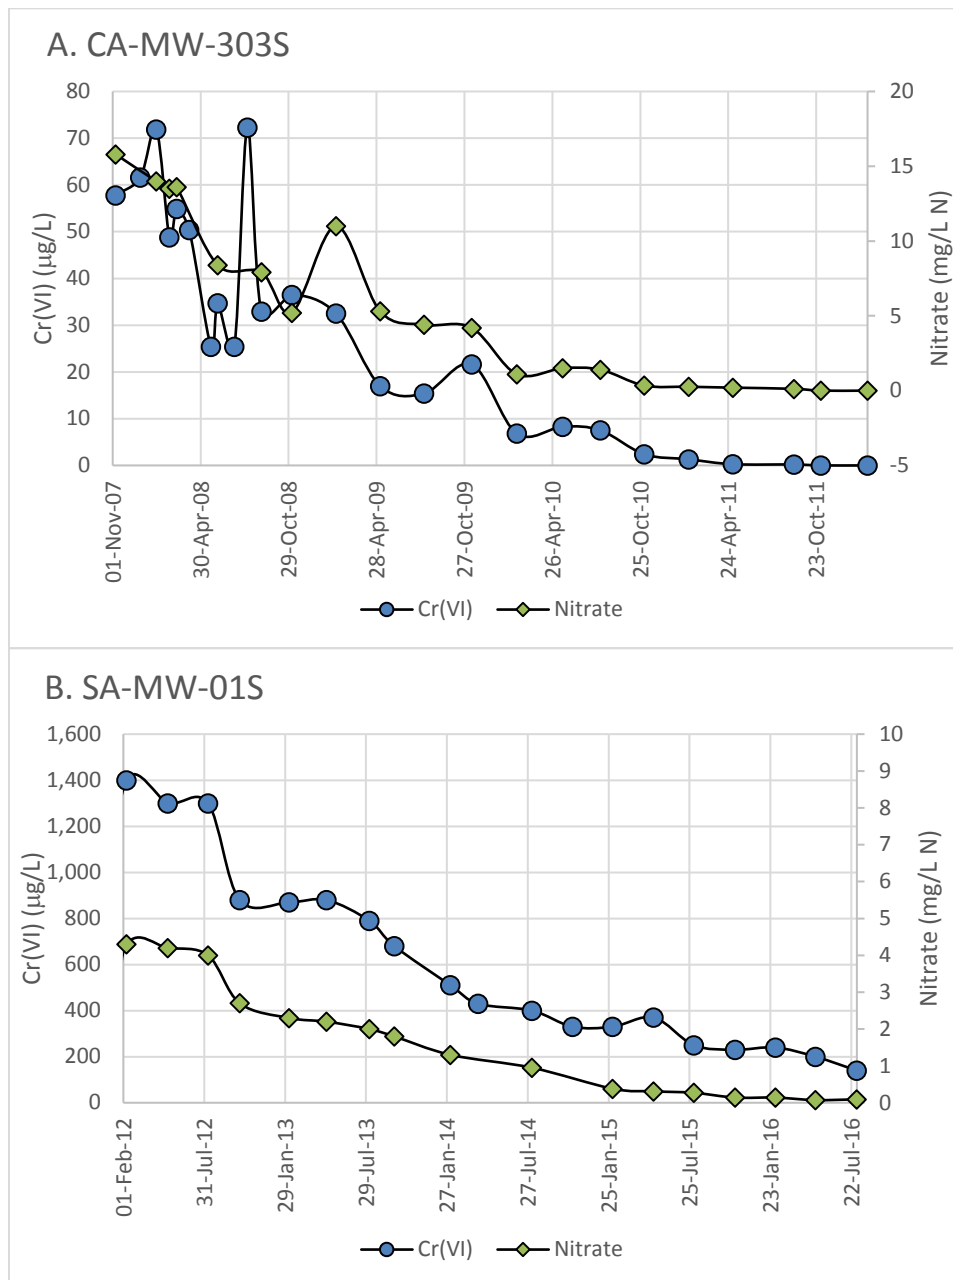 A. CA-MW-303S
80
70
60
50
40
30
20
10
0
Cr(VI) (µg/L)
20
15
10
5
0
-5
Nitrate (mg/L N)
01-Nov-07
30-Apr-08
29-Oct-08
28-Apr-09
27-Oct-09
26-Apr-10
25-Oct-10
24-Apr-11
23-Oct-11
Cr(VI) Nitrate
B. SA-MW-01S
1,600
1,400
1,200
1,000
800
600
400
200
0
Cr(VI) (µg/L)
10
9
8
7
6
5
4
3
2
1
0
Nitrate (mg/L N)
01-Feb-12
31-Jul-12
29-Jan-13
29-Jul-13
27-Jan-14
27-Jul-14
25-Jan-15
25-Jul-15
23-Jan-16
22-Jul-16
Cr(VI) Nitrate